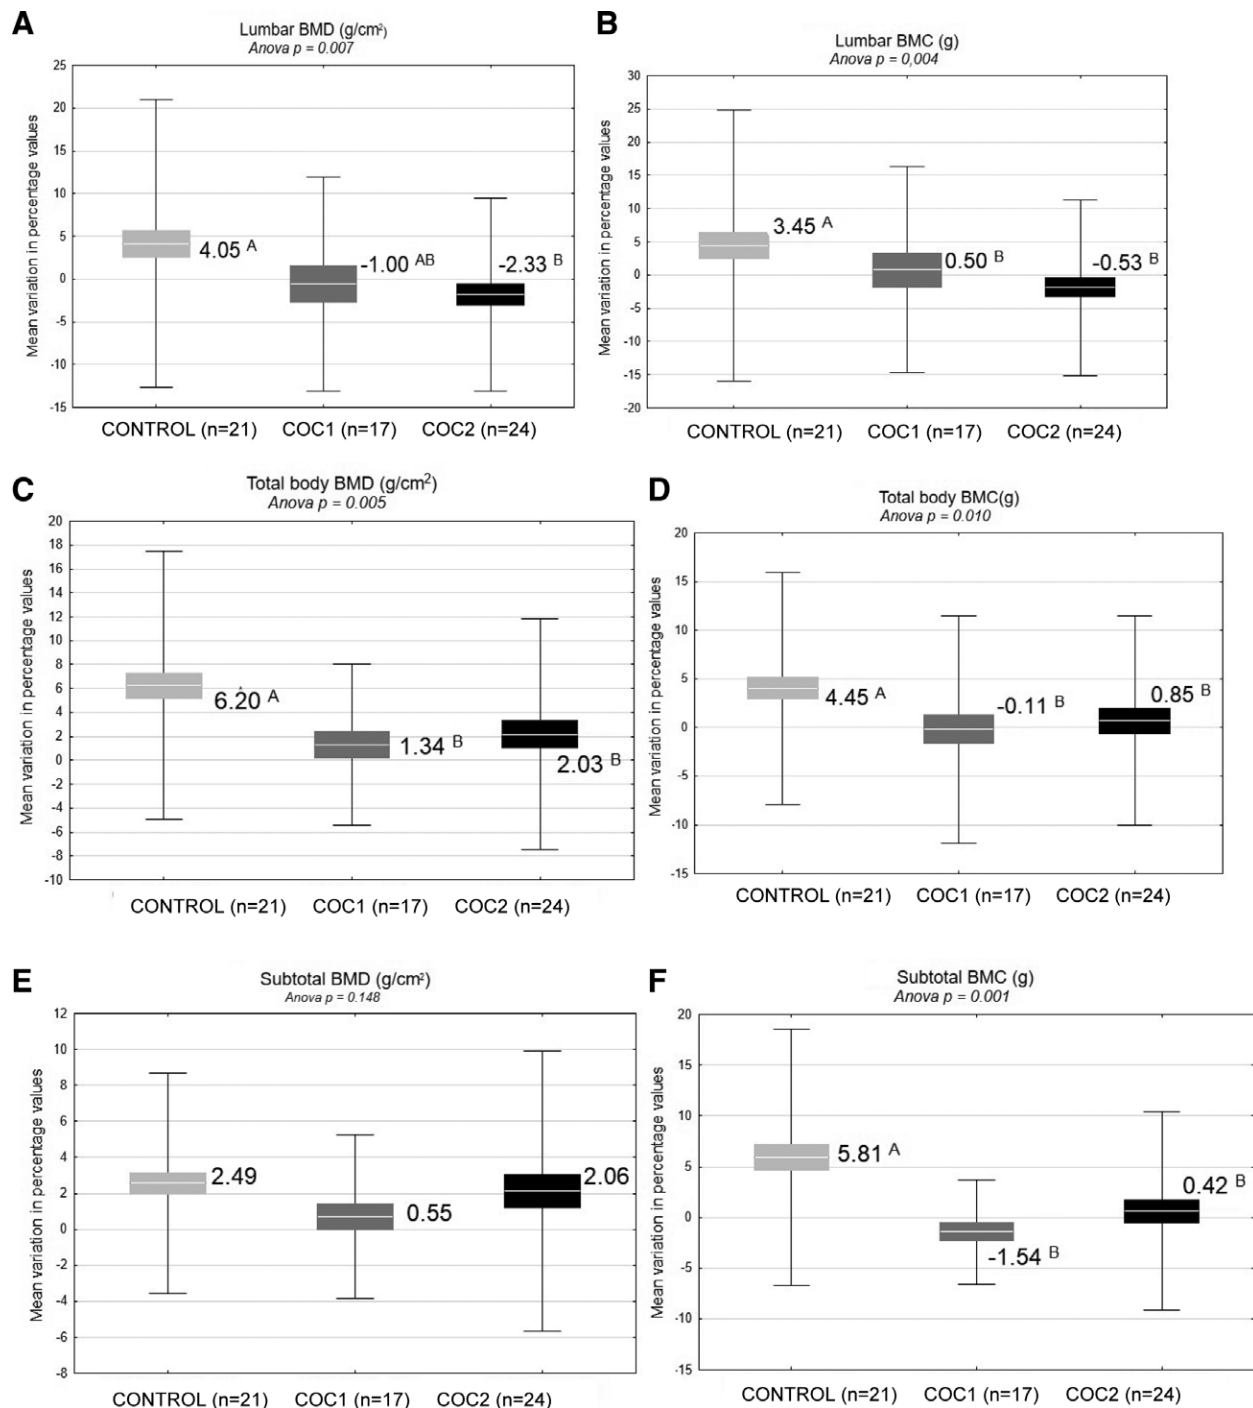 A
Lumbar BMD (g/cm²)
Anova p = 0.007
Mean variation in percentage values
25
20
15
10
5
0
-5
-10
-15
4.05 A
-1.00 AB
-2.33 B
CONTROL (n=21) COC1 (n=17) COC2 (n=24)
B
Lumbar BMC (g)
Anova p = 0,004
Mean variation in percentage values
30
25
20
15
10
5
0
-5
-10
-15
-20
3.45 A
0.50 B
-0.53 B
CONTROL (n=21) COC1 (n=17) COC2 (n=24)
C
Total body BMD (g/cm²)
Anova p = 0.005
Mean variation in percentage values
20
18
16
14
12
10
8
6
4
2
0
-2
-4
-6
-8
-10
6.20 A
1.34 B
2.03 B
CONTROL (n=21) COC1 (n=17) COC2 (n=24)
D
Total body BMC(g)
Anova p = 0.010
Mean variation in percentage values
20
15
10
5
0
-5
-10
-15
4.45 A
-0.11 B
0.85 B
CONTROL (n=21) COC1 (n=17) COC2 (n=24)
E
Subtotal BMD (g/cm²)
Anova p = 0.148
Mean variation in percentage values
12
10
8
6
4
2
0
-2
-4
-6
-8
2.49
0.55
2.06
CONTROL (n=21) COC1 (n=17) COC2 (n=24)
F
Subtotal BMC (g)
Anova p = 0.001
Mean variation in percentage values
20
15
10
5
0
-5
-10
-15
5.81 A
-1.54 B
0.42 B
CONTROL (n=21) COC1 (n=17) COC2 (n=24)